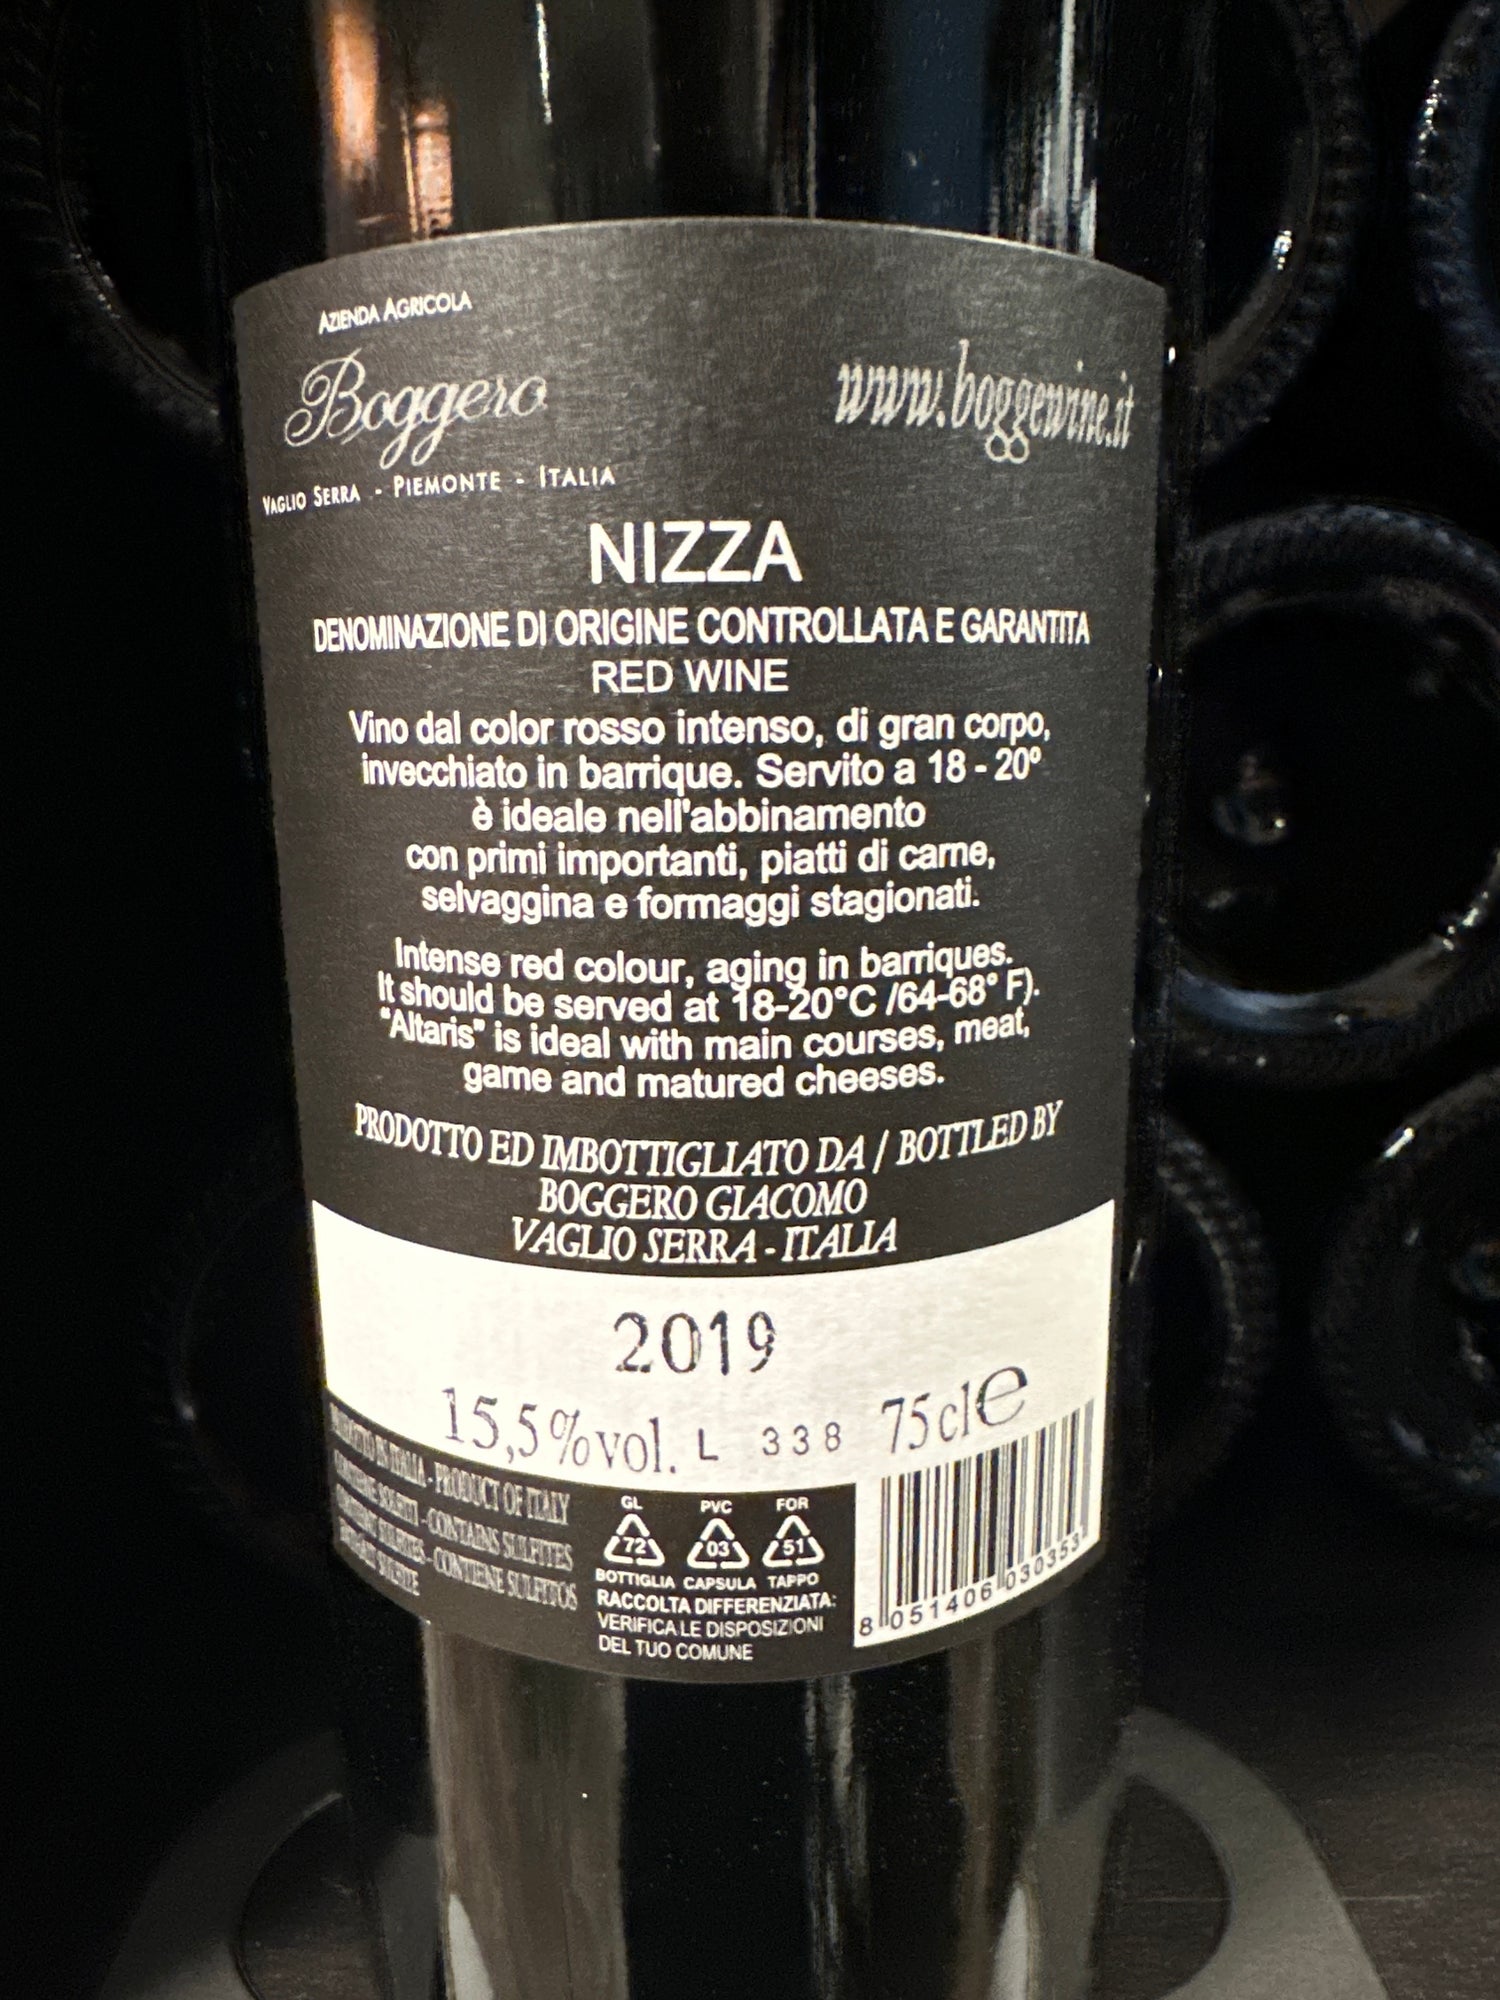 AZIENDA AGRICOLA
Boggero
VAGLIO SERRA - PIEMONTE - ITALIA
www.boggewine.it
NIZZA
DENOMINAZIONE DI ORIGINE CONTROLLATA E GARANTITA
RED WINE
Vino dal color rosso intenso, di gran corpo,
invecchiato in barrique. Servito a 18 - 20°
è ideale nell'abbinamento
con primi importanti, piatti di carne,
selvaggina e formaggi stagionati.
Intense red colour, aging in barriques.
It should be served at 18-20°C /64-68° F).
"Altaris" is ideal with main courses, meat,
game and matured cheeses.
PRODOTTO ED IMBOTTIGLIATO DA / BOTTLED BY
BOGGERO GIACOMO
VAGLIO SERRA - ITALIA
2019
15,5%vol. L 338 75cle
IN ITALIA - PRODUCT OF ITALY
SOLFITI - CONTAINS SULFITES
SULFITES - CONTIENE SULFITOS
GL PVC FOR
72 03 51
BOTTIGLIA CAPSULA TAPPO
RACCOLTA DIFFERENZIATA:
VERIFICA LE DISPOSIZIONI
DEL TUO COMUNE
8 051406 030353